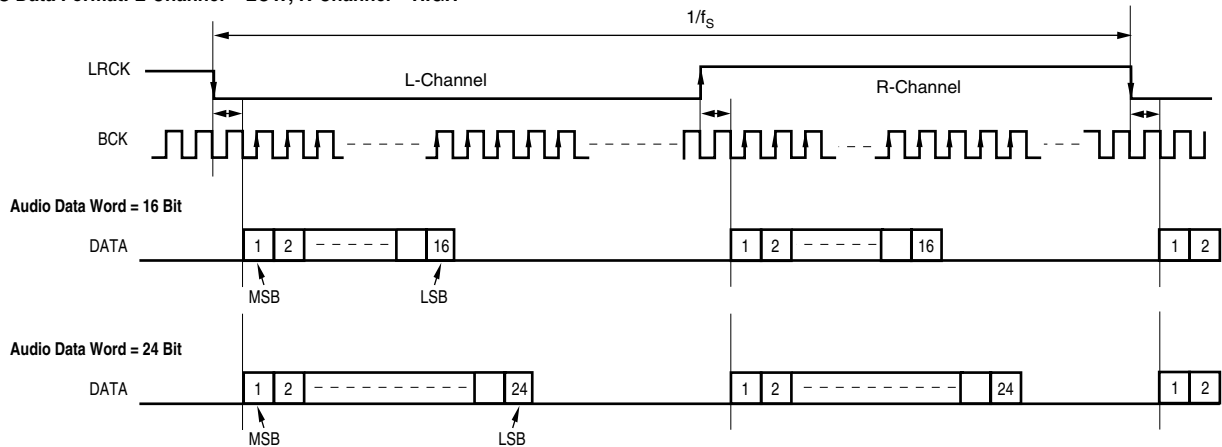 1/fS
LRCK
L-Channel
R-Channel
BCK
Audio Data Word = 16 Bit
DATA
1 2 16
1 2 16
1 2
MSB
LSB
Audio Data Word = 24 Bit
DATA
1 2 24
1 2 24
1 2
MSB
LSB